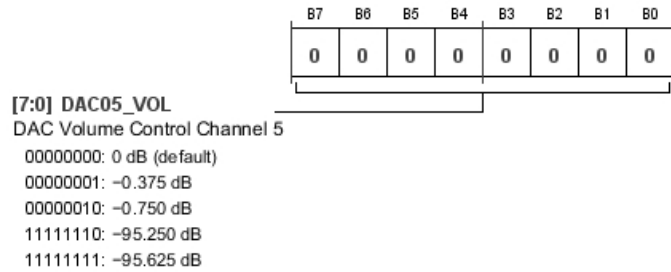 B7 B6 B5 B4 B3 B2 B1 B0
0 0 0 0 0 0 0 0
[7:0] DAC05_VOL
DAC Volume Control Channel 5
00000000: 0 dB (default)
00000001: −0.375 dB
00000010: −0.750 dB
11111110: −95.250 dB
11111111: −95.625 dB